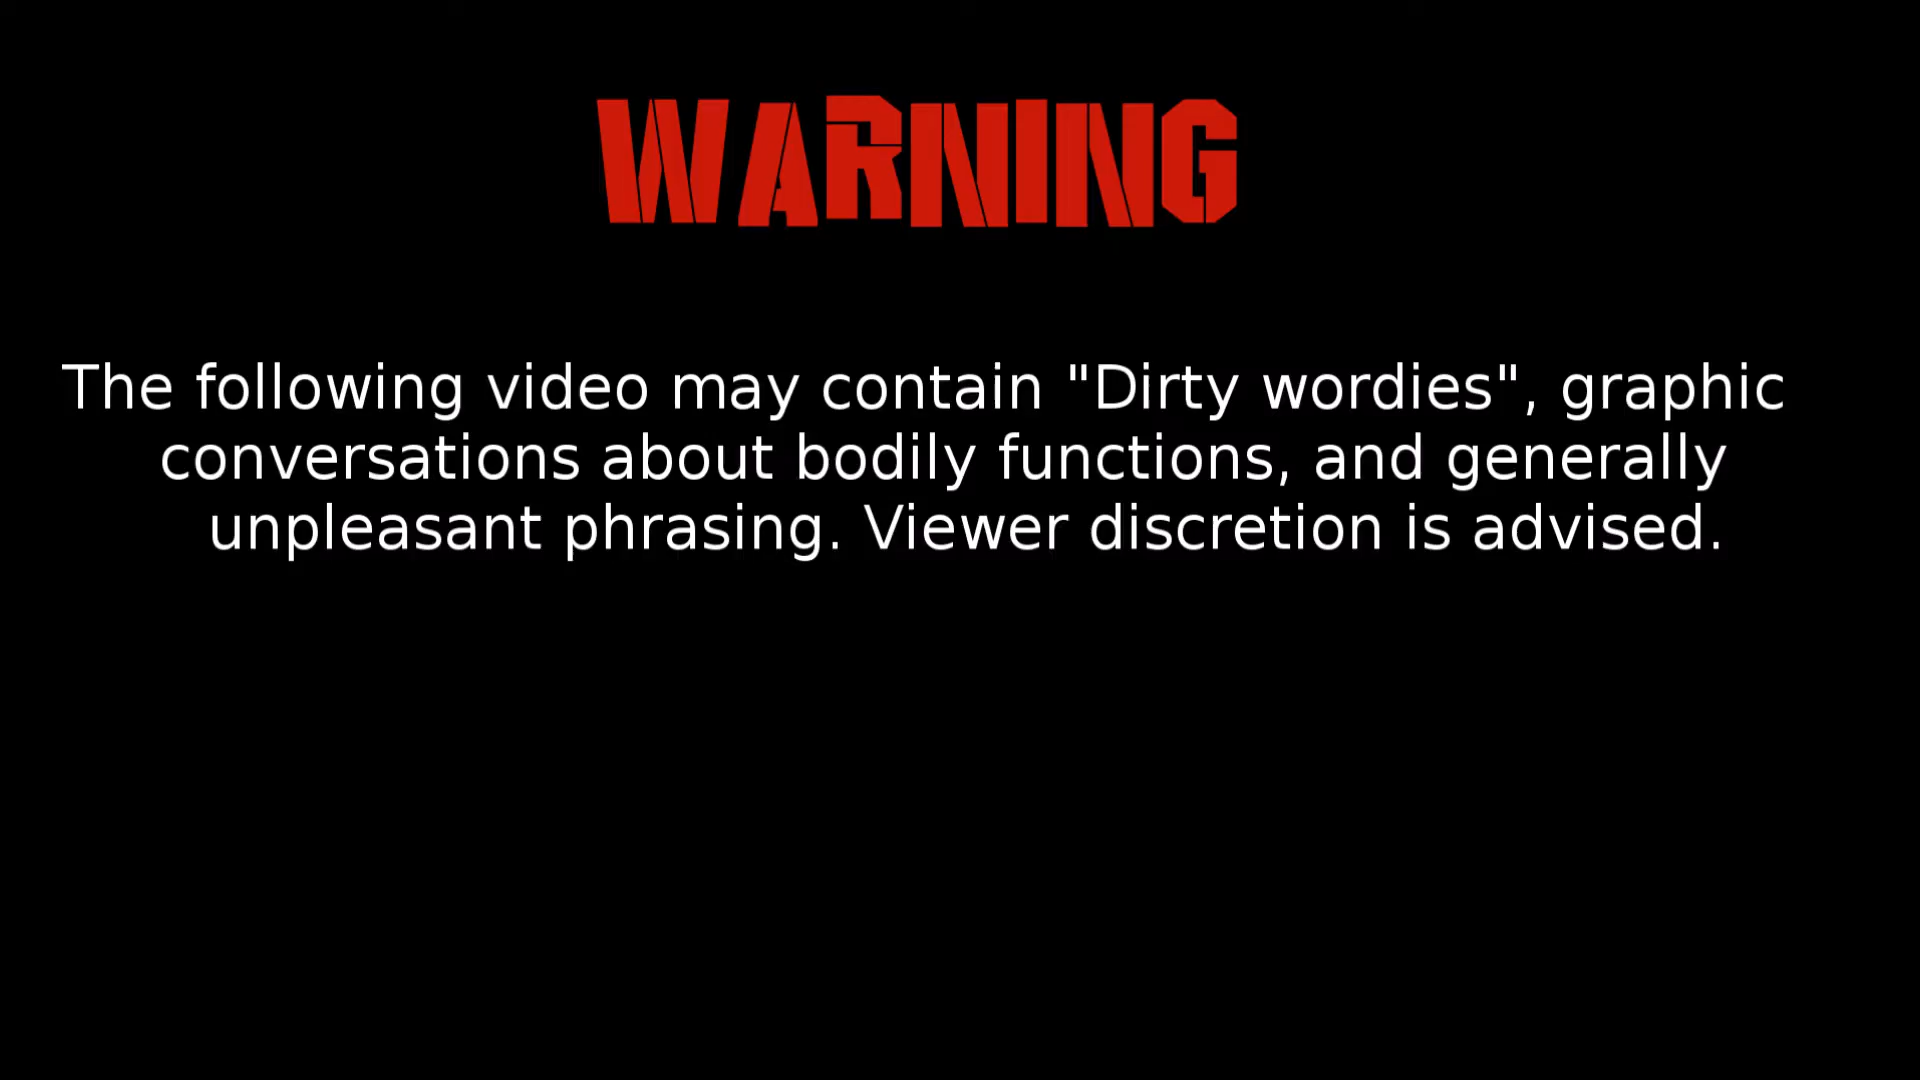 WARNING
The following video may contain "Dirty wordies", graphic
conversations about bodily functions, and generally
unpleasant phrasing. Viewer discretion is advised.